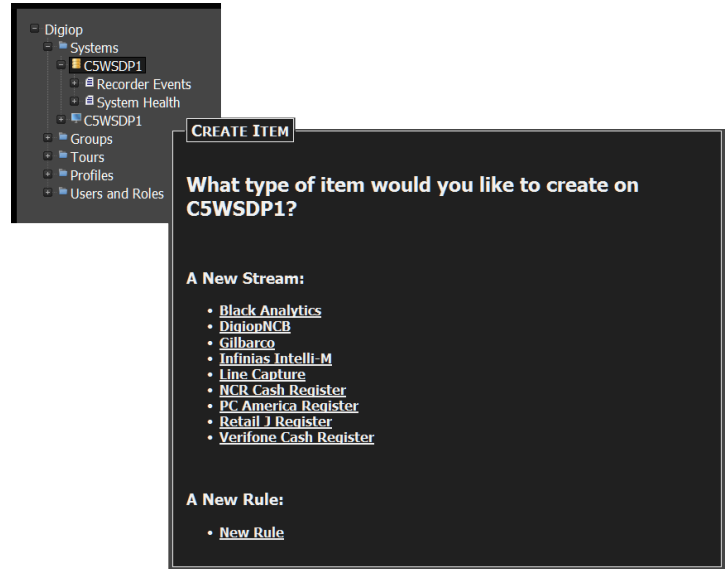 Digiop
Systems
C5WSDP1
Recorder Events
System Health
C5WSDP1
Groups
Tours
Profiles
Users and Roles
CREATE ITEM
What type of item would you like to create on
C5WSDP1?
A New Stream:
• Black Analytics
• DigiopNCB
• Gilbarco
• Infinias Intelli-M
• Line Capture
• NCR Cash Register
• PC America Register
• Retail J Register
• Verifone Cash Register
A New Rule:
• New Rule